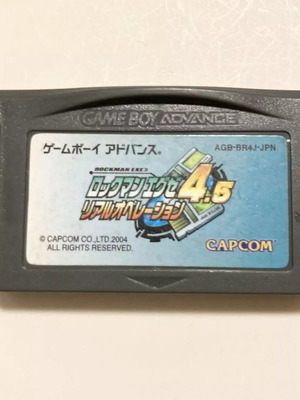 GAME BOY ADVANCE
ゲームボーイ アドバンス® AGB-BR4J-JPN
ROCKMAN EXE
ロックマンエグゼ 4.5
リアルオペレーション
© CAPCOM CO.,LTD.2004
ALL RIGHTS RESERVED.
CAPCOM